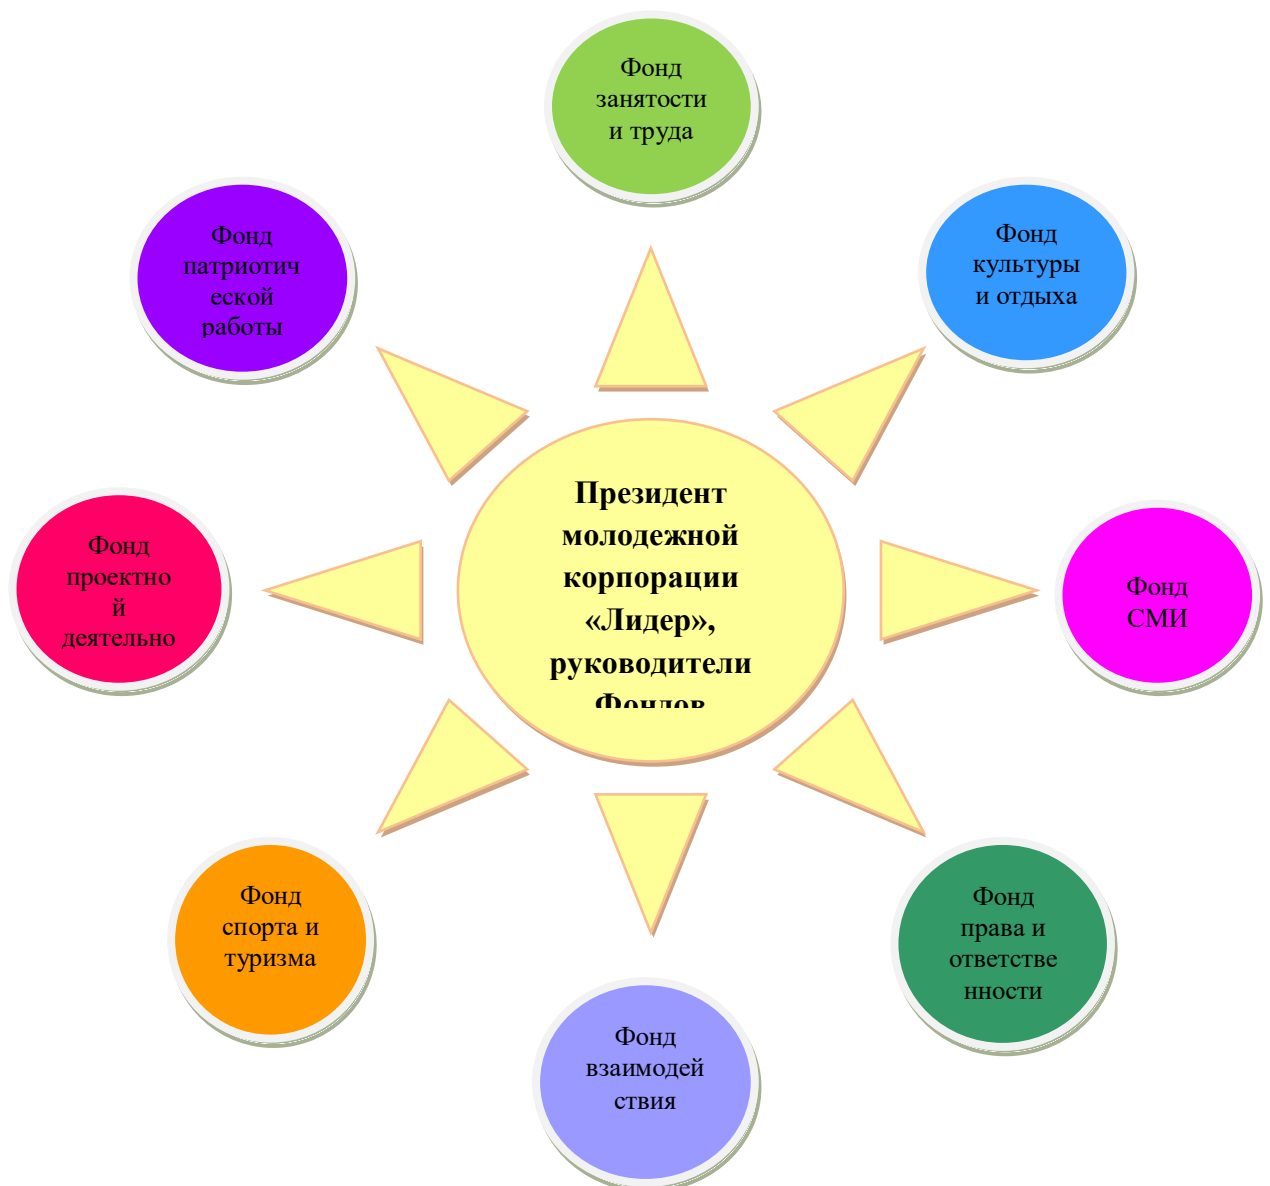 Фонд
занятости
и труда
Фонд
патриотич
еской
работы
Фонд
культуры
и отдыха
Президент
молодежной
корпорации
«Лидер»,
руководители
Фондов
Фонд
проектно
й
деятельно
Фонд
СМИ
Фонд
спорта и
туризма
Фонд
права и
ответстве
нности
Фонд
взаимодей
ствия